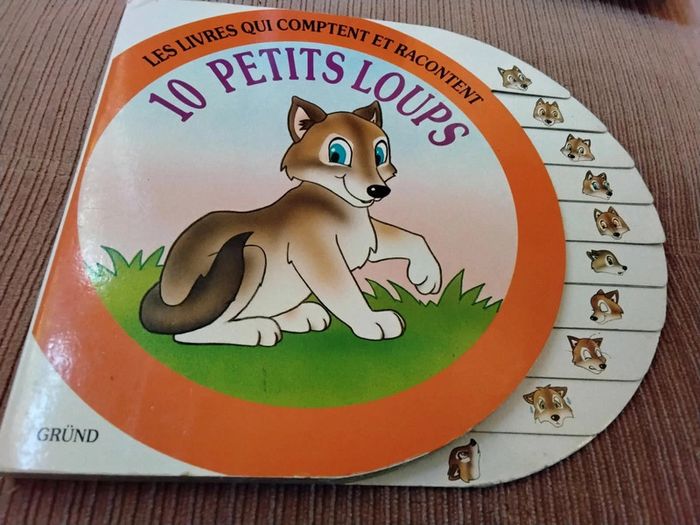 LES LIVRES QUI COMPTENT ET RACONTENT
10 PETITS LOUPS
GRÜND